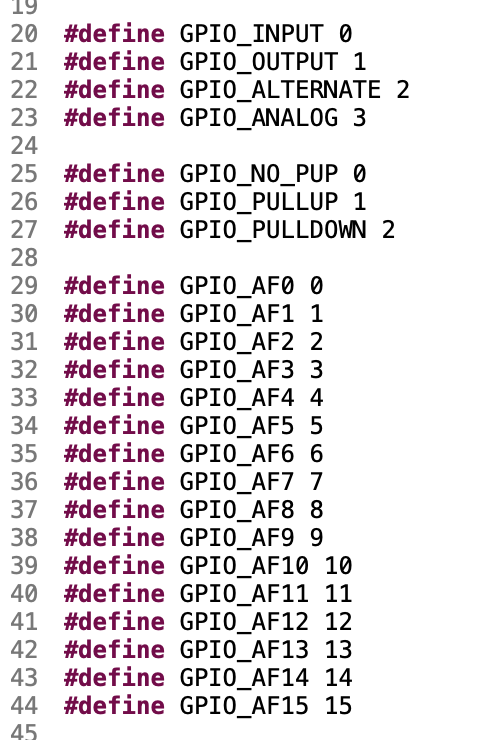 19
20 #define GPIO_INPUT 0
21 #define GPIO_OUTPUT 1
22 #define GPIO_ALTERNATE 2
23 #define GPIO_ANALOG 3
24
25 #define GPIO_NO_PUP 0
26 #define GPIO_PULLUP 1
27 #define GPIO_PULLDOWN 2
28
29 #define GPIO_AF0 0
30 #define GPIO_AF1 1
31 #define GPIO_AF2 2
32 #define GPIO_AF3 3
33 #define GPIO_AF4 4
34 #define GPIO_AF5 5
35 #define GPIO_AF6 6
36 #define GPIO_AF7 7
37 #define GPIO_AF8 8
38 #define GPIO_AF9 9
39 #define GPIO_AF10 10
40 #define GPIO_AF11 11
41 #define GPIO_AF12 12
42 #define GPIO_AF13 13
43 #define GPIO_AF14 14
44 #define GPIO_AF15 15
45